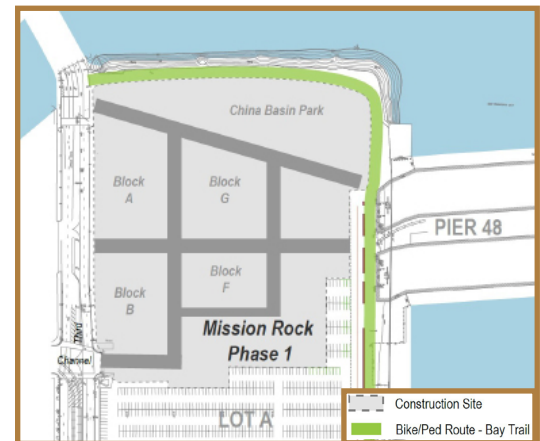 China Basin Park
Block
A
Block
G
PIER 48
Block
F
Block
B
Mission Rock
Phase 1
Third
Channel
LOT A
Construction Site
Bike/Ped Route - Bay Trail